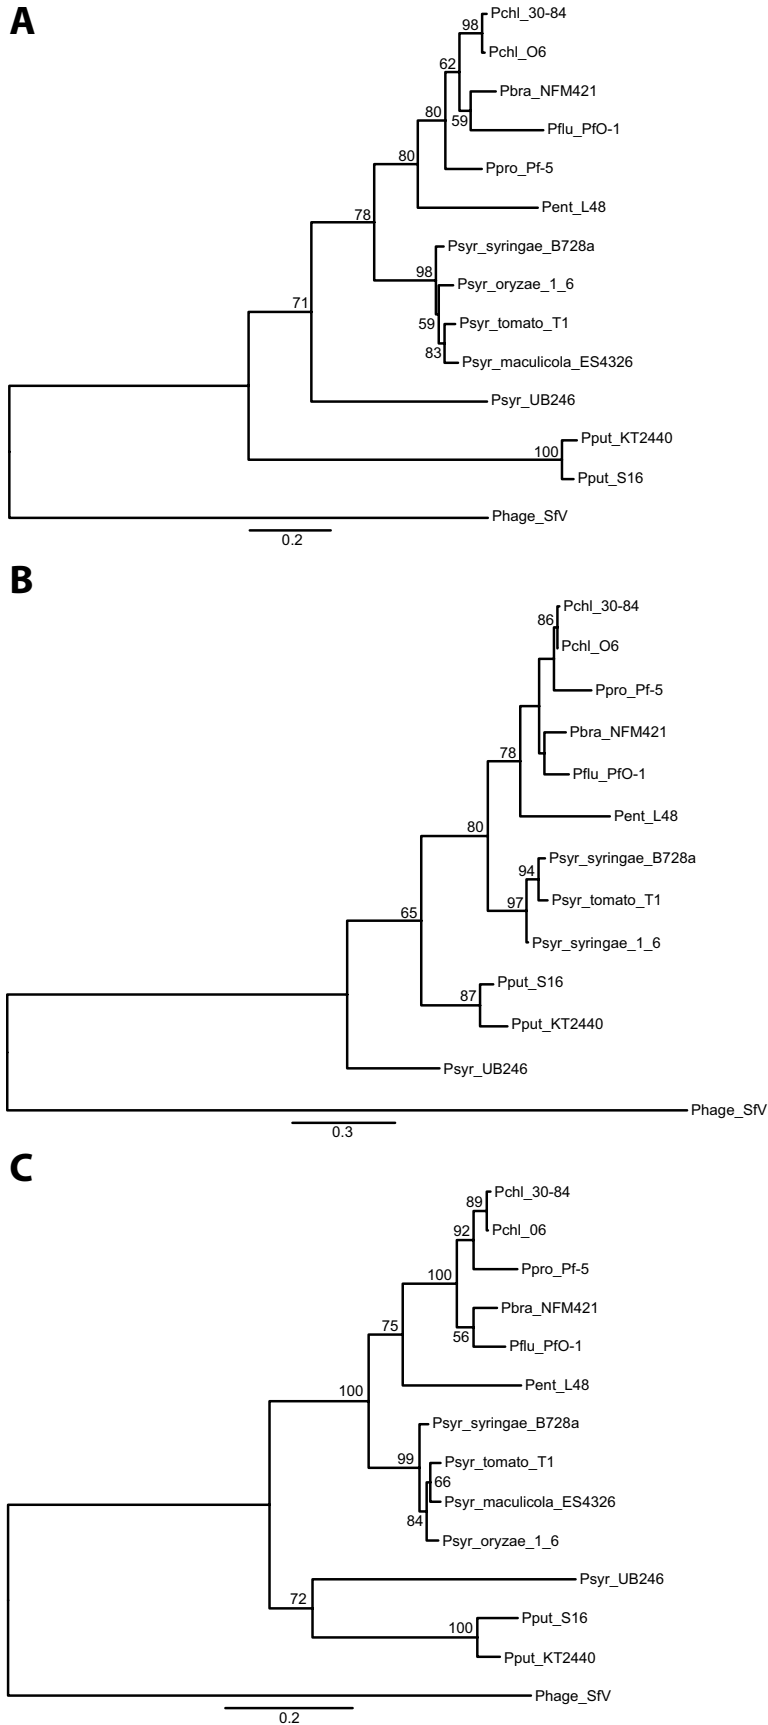 A
Pchl_30-84
98
Pchl_O6
62
Pbra_NFM421
80
59
Pflu_PfO-1
80
Ppro_Pf-5
Pent_L48
78
Psyr_syringae_B728a
98
Psyr_oryzae_1_6
71
59
Psyr_tomato_T1
83
Psyr_maculicola_ES4326
Psyr_UB246
Pput_KT2440
100
Pput_S16
Phage_SfV
0.2
B
Pchl_30-84
86
Pchl_O6
Ppro_Pf-5
Pbra_NFM421
78
Pflu_PfO-1
Pent_L48
80
Psyr_syringae_B728a
94
Psyr_tomato_T1
97
65
Psyr_syringae_1_6
Pput_S16
87
Pput_KT2440
Psyr_UB246
Phage_SfV
0.3
C
Pchl_30-84
89
Pchl_06
92
Ppro_Pf-5
100
Pbra_NFM421
75
56
Pflu_PfO-1
Pent_L48
100
Psyr_syringae_B728a
99
Psyr_tomato_T1
66
Psyr_maculicola_ES4326
84
Psyr_oryzae_1_6
Psyr_UB246
72
Pput_S16
100
Pput_KT2440
Phage_SfV
0.2